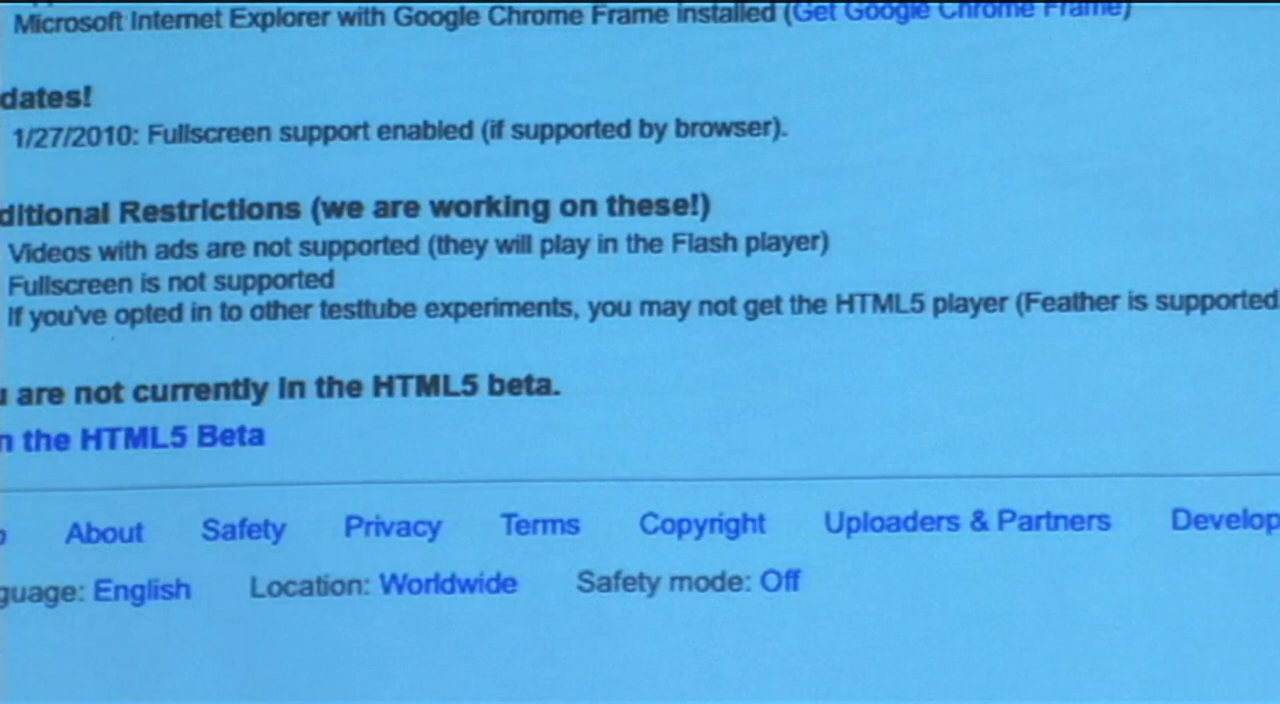 Microsoft Internet Explorer with Google Chrome Frame installed (Get Google Chrome Frame)
dates!
1/27/2010: Fullscreen support enabled (if supported by browser).
ditional Restrictions (we are working on these!)
Videos with ads are not supported (they will play in the Flash player)
Fullscreen is not supported
If you've opted in to other testtube experiments, you may not get the HTML5 player (Feather is supported
u are not currently in the HTML5 beta.
n the HTML5 Beta
p About Safety Privacy Terms Copyright Uploaders & Partners Develop
guage: English Location: Worldwide Safety mode: Off